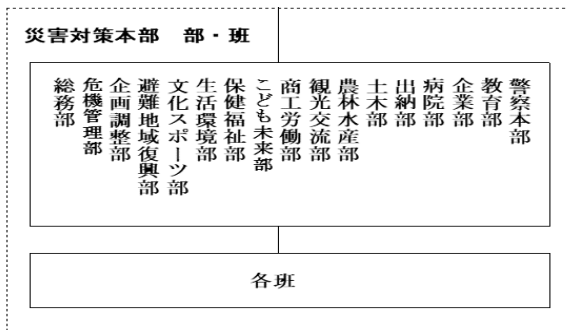 災害対策本部　部・班
総務部
危機管理部
企画調整部
避難地域復興部
文化スポーツ部
生活環境部
保健福祉部
こども未来部
商工労働部
観光交流部
農林水産部
土木部
出納部
病院部
企業部
教育部
警察本部
各班